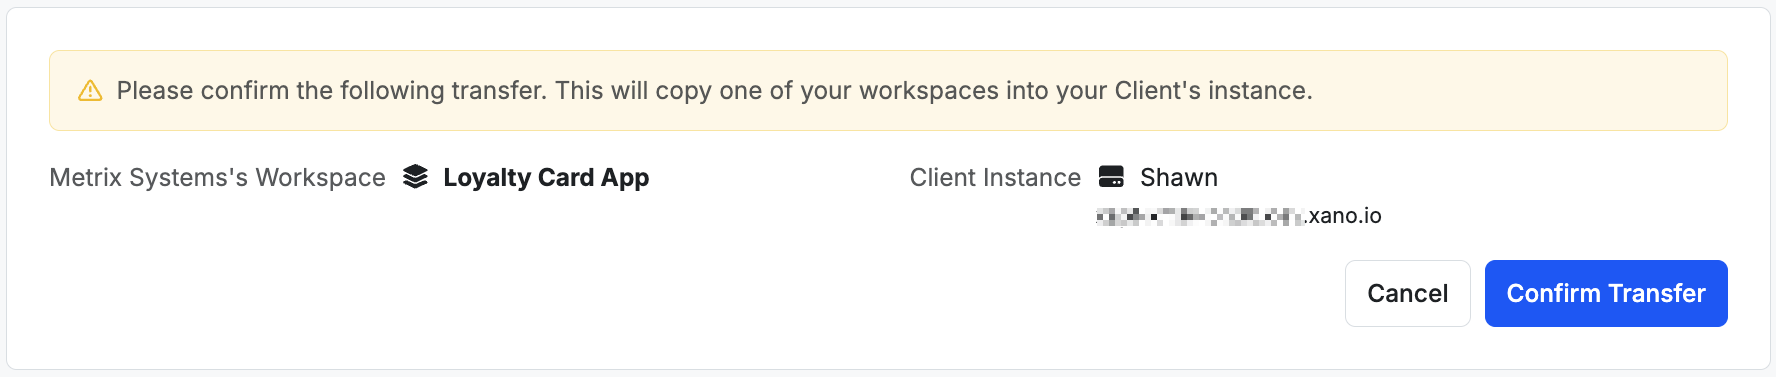 Please confirm the following transfer. This will copy one of your workspaces into your Client's instance.
Metrix Systems's Workspace Loyalty Card App
Client Instance Shawn
.xano.io
Cancel
Confirm Transfer